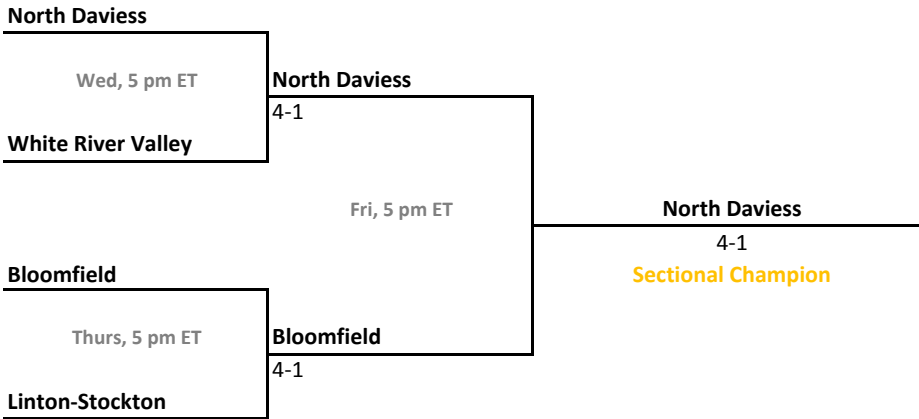 North Daviess
Wed, 5 pm ET
North Daviess
4-1
White River Valley
Fri, 5 pm ET
North Daviess
4-1
Sectional Champion
Bloomfield
Thurs, 5 pm ET
Bloomfield
4-1
Linton-Stockton